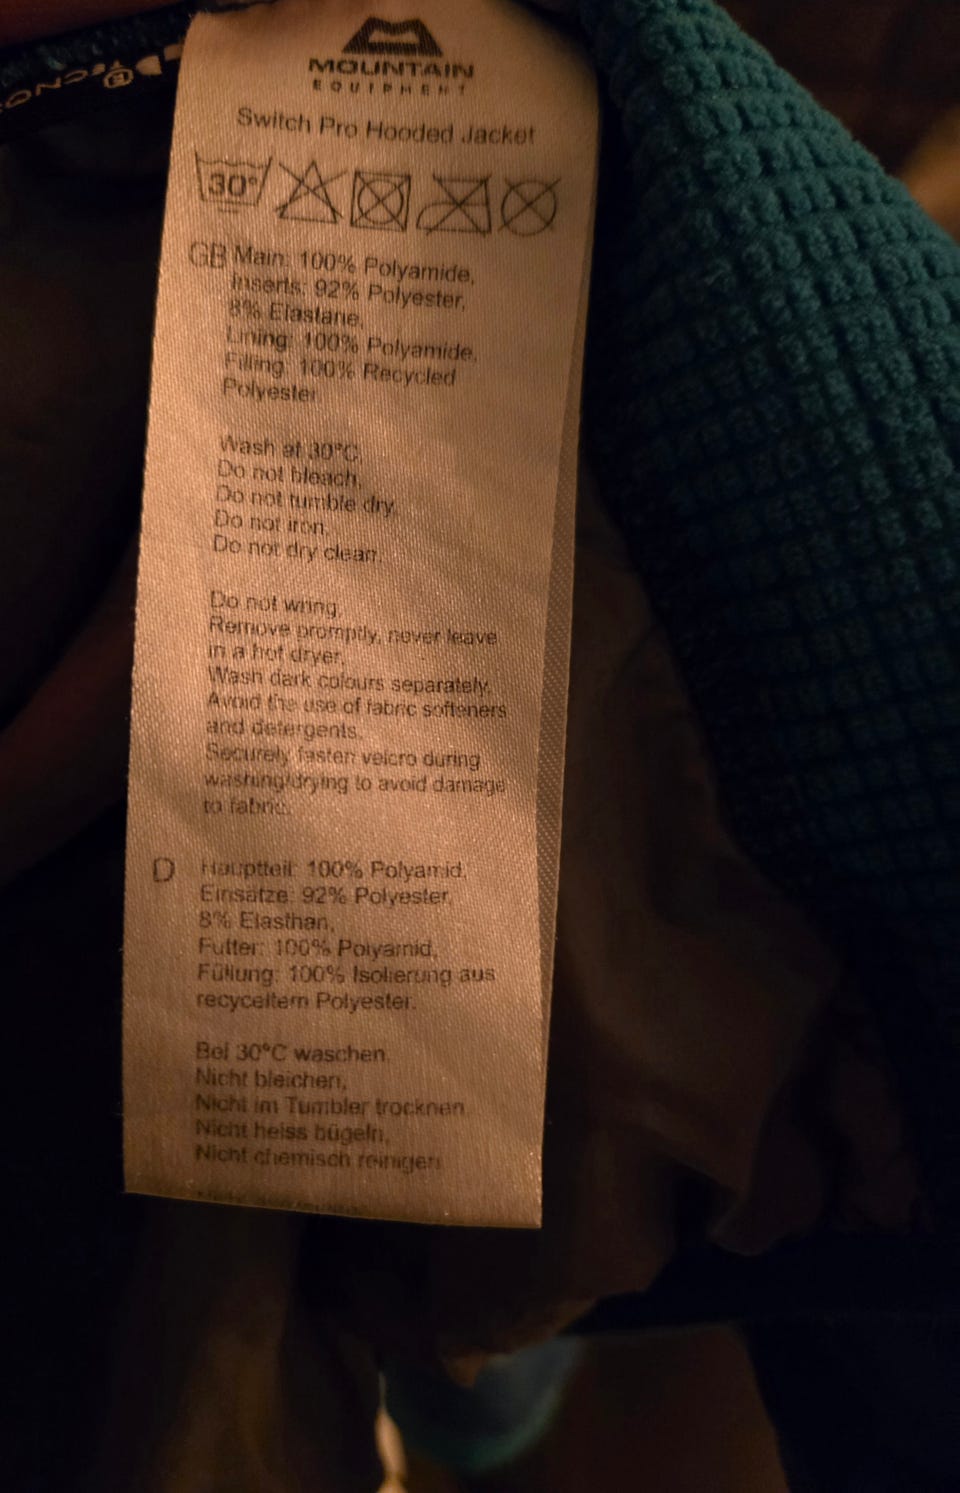 MOUNTAIN
EQUIPMENT
Switch Pro Hooded Jacket
30°
GB Main: 100% Polyamide,
Inserts: 92% Polyester,
8% Elastane,
Lining: 100% Polyamide,
Filling: 100% Recycled
Polyester.
Wash at 30°C,
Do not bleach,
Do not tumble dry,
Do not iron,
Do not dry clean.
Do not wring,
Remove promptly, never leave
in a hot dryer,
Wash dark colours separately,
Avoid the use of fabric softeners
and detergents.
Securely fasten velcro during
washing/drying to avoid damage
to fabric.
D Hauptteil: 100% Polyamid,
Einsätze: 92% Polyester,
8% Elasthan,
Futter: 100% Polyamid,
Füllung: 100% Isolierung aus
recyceltem Polyester.
Bei 30°C waschen,
Nicht bleichen,
Nicht im Tumbler trocknen
Nicht heiss bügeln,
Nicht chemisch reinigen